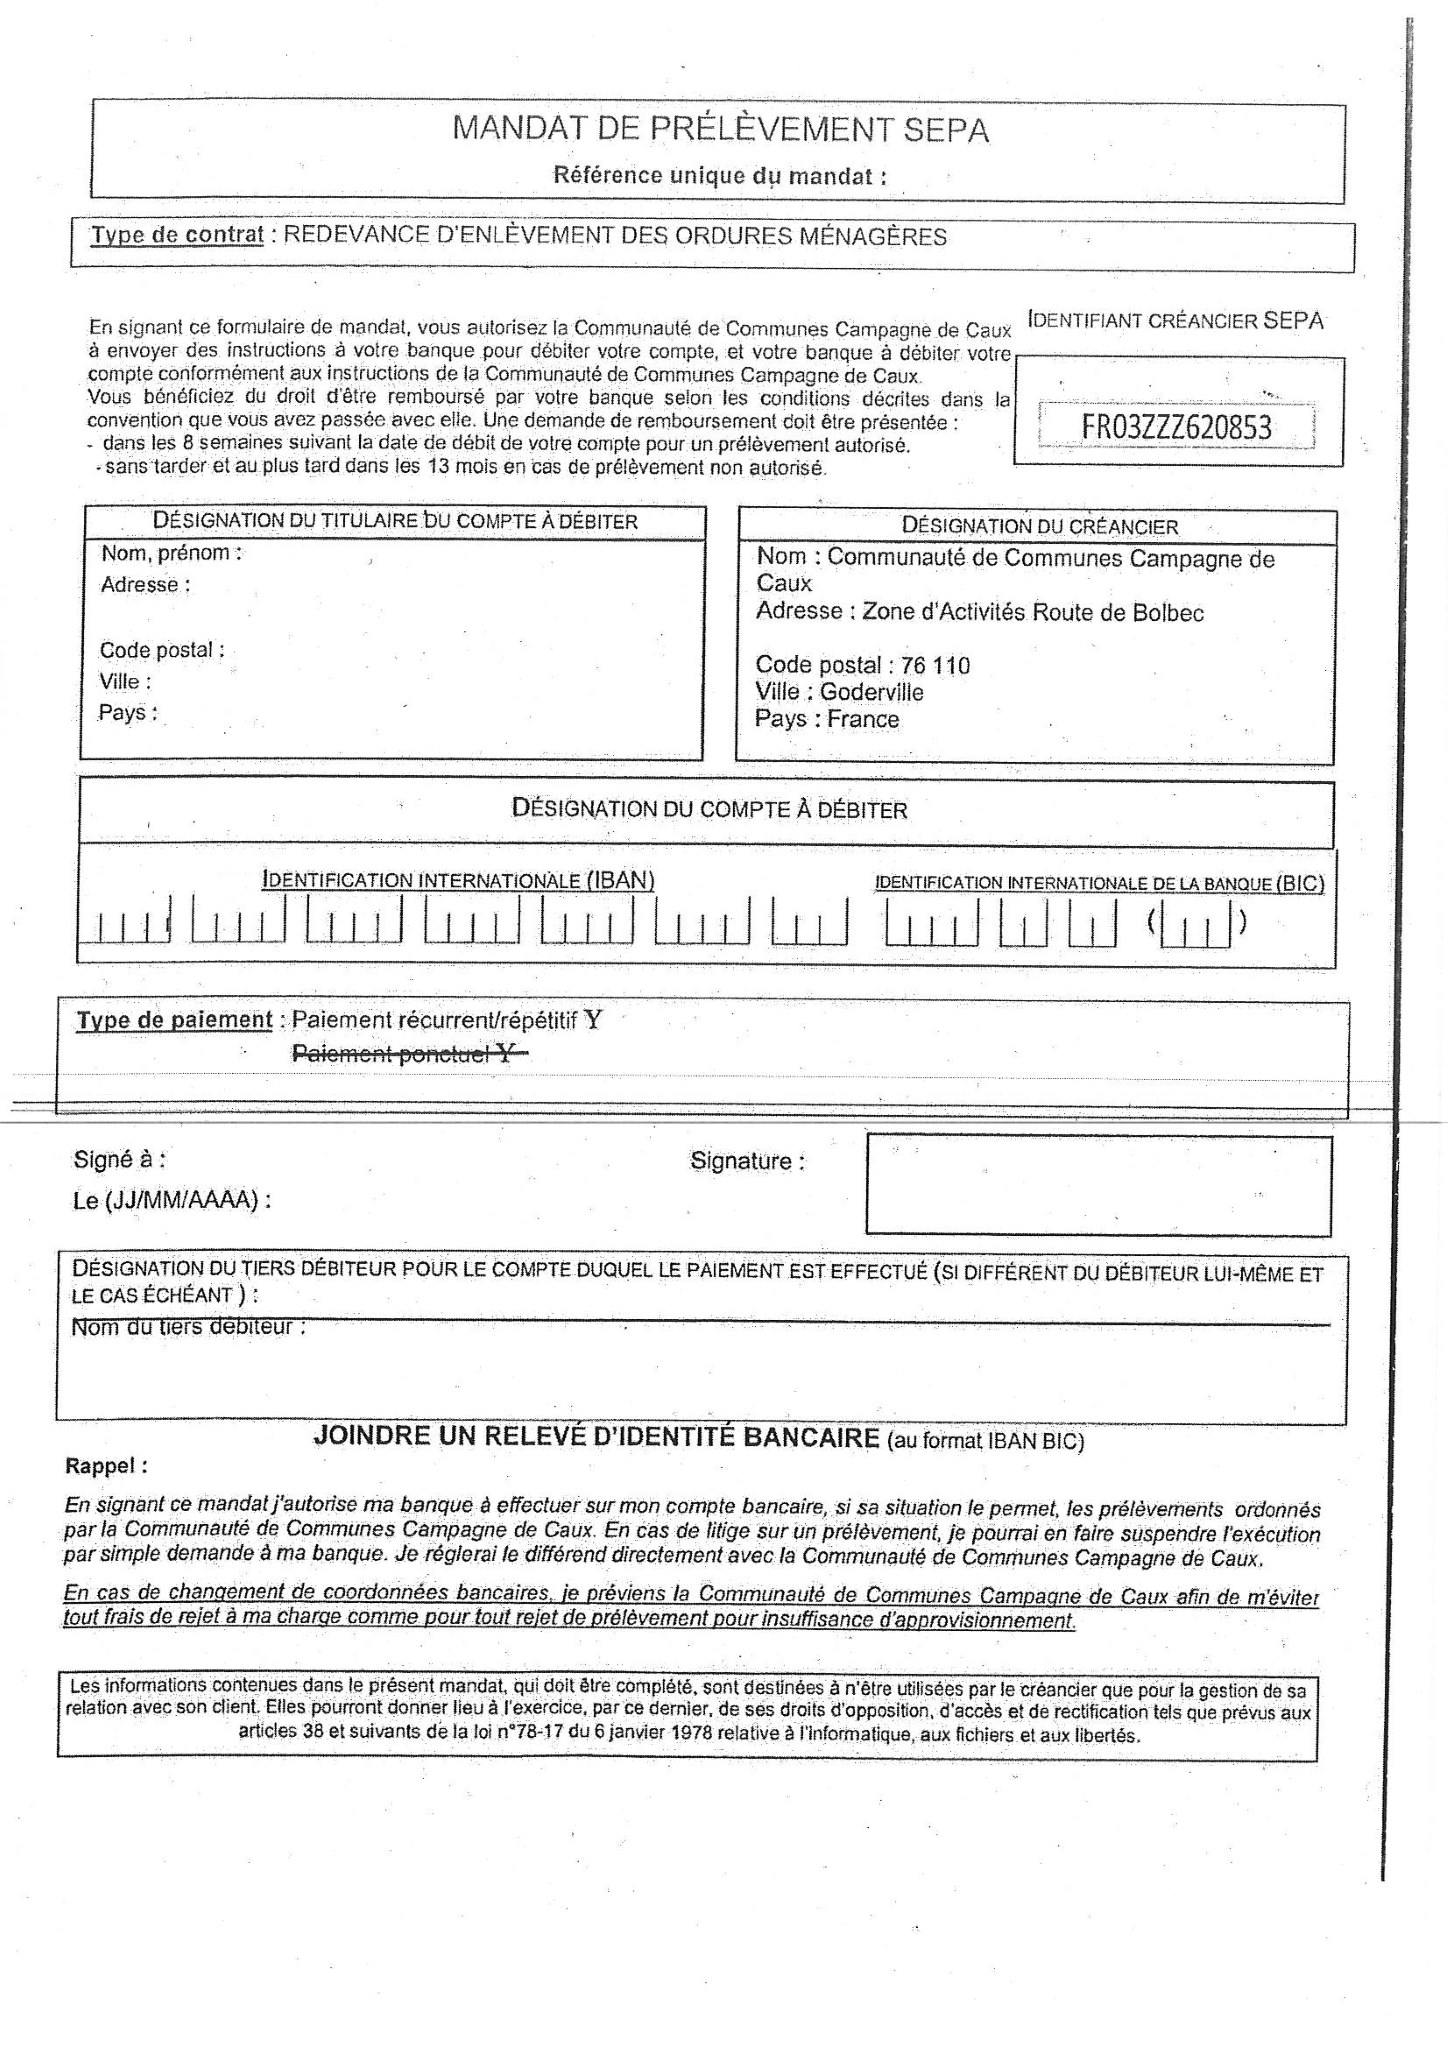 MANDAT DE PRÉLÈVEMENT SEPA
Référence unique du mandat :
Type de contrat : REDEVANCE D'ENLÈVEMENT DES ORDURES MÉNAGÈRES
En signant ce formulaire de mandat, vous autorisez la Communauté de Communes Campagne de Caux
à envoyer des instructions à votre banque pour débiter votre compte, et votre banque à débiter votre
compte conformément aux instructions de la Communauté de Communes Campagne de Caux.
Vous bénéficiez du droit d'être remboursé par votre banque selon les conditions décrites dans la
convention que vous avez passée avec elle. Une demande de remboursement doit être présentée :
- dans les 8 semaines suivant la date de débit de votre compte pour un prélèvement autorisé.
- sans tarder et au plus tard dans les 13 mois en cas de prélèvement non autorisé.
IDENTIFIANT CRÉANCIER SEPA
FR03ZZZ620853
DÉSIGNATION DU TITULAIRE DU COMPTE À DÉBITER
Nom, prénom :
Adresse :
Code postal :
Ville :
Pays :
DÉSIGNATION DU CRÉANCIER
Nom : Communauté de Communes Campagne de
Caux
Adresse : Zone d'Activités Route de Bolbec
Code postal : 76 110
Ville : Goderville
Pays : France
DÉSIGNATION DU COMPTE À DÉBITER
IDENTIFICATION INTERNATIONALE (IBAN)
IDENTIFICATION INTERNATIONALE DE LA BANQUE (BIC)
( )
Type de paiement : Paiement récurrent/répétitif Y
Paiement ponctuel Y
Signé à :
Signature :
Le (JJ/MM/AAAA) :
DÉSIGNATION DU TIERS DÉBITEUR POUR LE COMPTE DUQUEL LE PAIEMENT EST EFFECTUÉ (SI DIFFÉRENT DU DÉBITEUR LUI-MÊME ET
LE CAS ÉCHÉANT ) :
Nom du tiers débiteur :
JOINDRE UN RELEVÉ D'IDENTITÉ BANCAIRE (au format IBAN BIC)
Rappel :
En signant ce mandat j'autorise ma banque à effectuer sur mon compte bancaire, si sa situation le permet, les prélèvements ordonnés
par la Communauté de Communes Campagne de Caux. En cas de litige sur un prélèvement, je pourrai en faire suspendre l'exécution
par simple demande à ma banque. Je réglerai le différend directement avec la Communauté de Communes Campagne de Caux.
En cas de changement de coordonnées bancaires, je préviens la Communauté de Communes Campagne de Caux afin de m'éviter
tout frais de rejet à ma charge comme pour tout rejet de prélèvement pour insuffisance d'approvisionnement.
Les informations contenues dans le présent mandat, qui doit être complété, sont destinées à n'être utilisées par le créancier que pour la gestion de sa
relation avec son client. Elles pourront donner lieu à l'exercice, par ce dernier, de ses droits d'opposition, d'accès et de rectification tels que prévus aux
articles 38 et suivants de la loi n°78-17 du 6 janvier 1978 relative à l'informatique, aux fichiers et aux libertés.